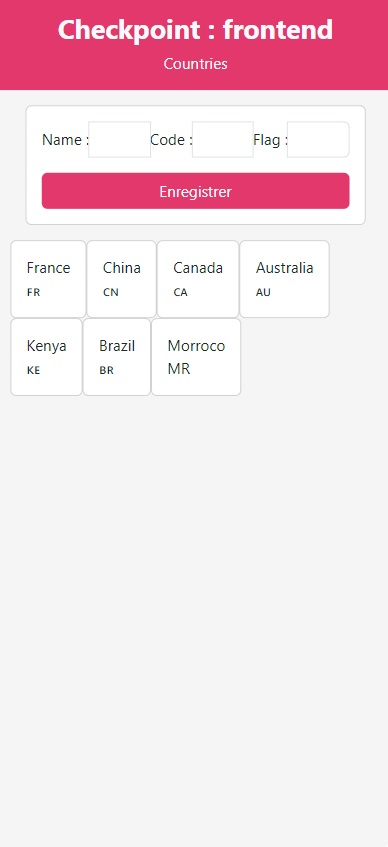 Checkpoint : frontend
Countries
Name :
Code :
Flag :
Enregistrer
France
FR
China
CN
Canada
CA
Australia
AU
Kenya
KE
Brazil
BR
Morroco
MR